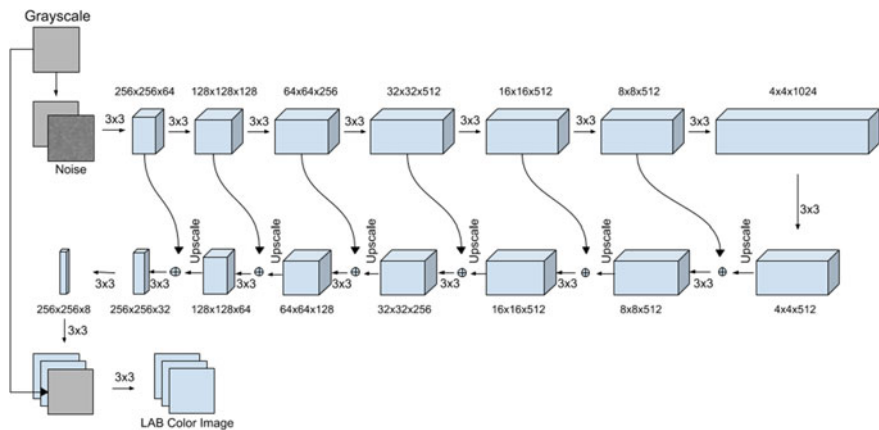 Grayscale
256x256x64
128x128x128
64x64x256
32x32x512
16x16x512
8x8x512
4x4x1024
3x3
3x3
3x3
3x3
3x3
3x3
3x3
Noise
3x3
Upscale
Upscale
Upscale
Upscale
Upscale
Upscale
3x3
3x3
3x3
3x3
3x3
3x3
3x3
256x256x8
256x256x32
128x128x64
64x64x128
32x32x256
16x16x512
8x8x512
4x4x512
3x3
3x3
LAB Color Image